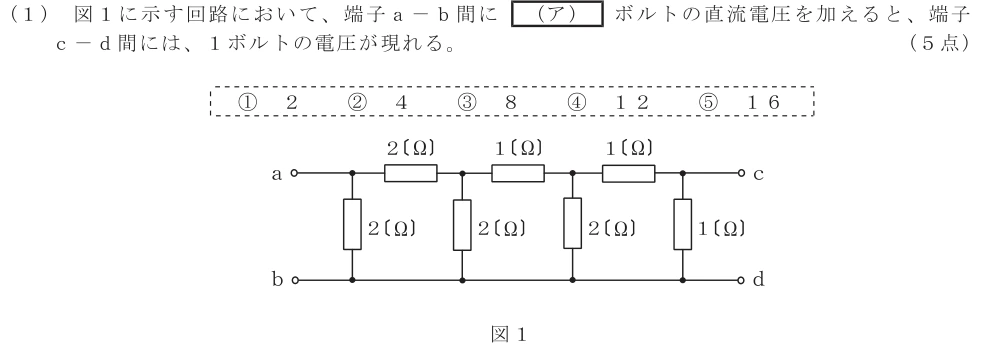 (1) 図1に示す回路において、端子a－b間に (ア) ボルトの直流電圧を加えると、端子
c－d間には、1ボルトの電圧が現れる。 (5点)
① 2 ② 4 ③ 8 ④ 12 ⑤ 16
2〔Ω〕 1〔Ω〕 1〔Ω〕
a c
2〔Ω〕 2〔Ω〕 2〔Ω〕 1〔Ω〕
b d
図1